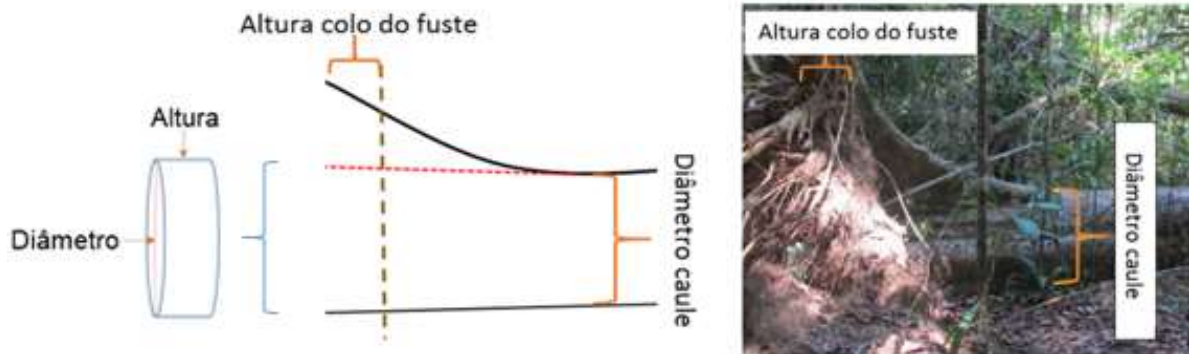 Altura colo do fuste
Altura
Diâmetro
Diâmetro caule
Altura colo do fuste
Diâmetro caule